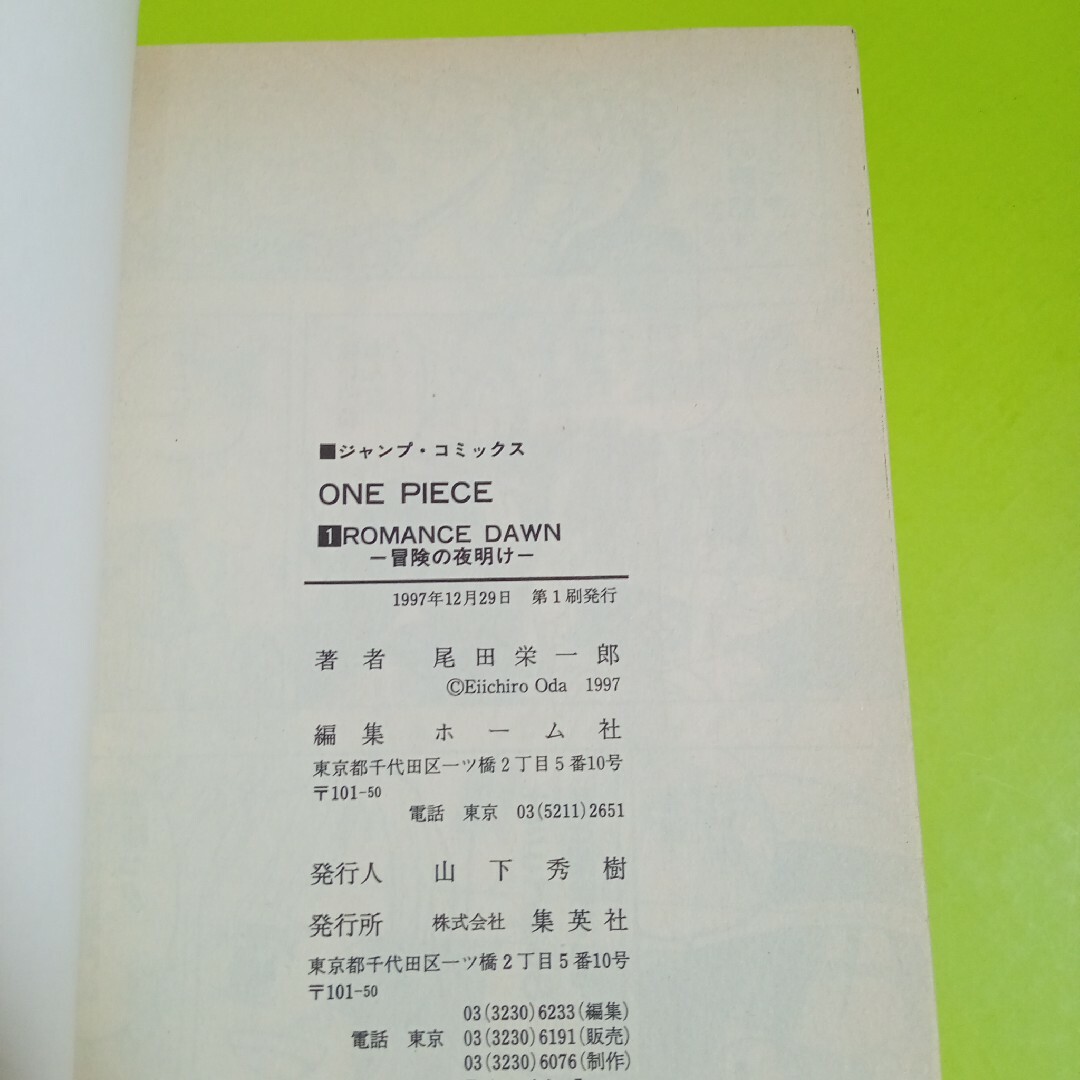 ■ジャンプ・コミックス
ONE PIECE
1 ROMANCE DAWN
―冒険の夜明け―
1997年12月29日 第1刷発行
著者 尾田栄一郎
©Eiichiro Oda 1997
編集 ホーム社
東京都千代田区一ツ橋2丁目5番10号
〒101-50
電話 東京 03(5211)2651
発行人 山下秀樹
発行所 株式会社 集英社
東京都千代田区一ツ橋2丁目5番10号
〒101-50
03(3230)6233(編集)
電話 東京 03(3230)6191(販売)
03(3230)6076(制作)